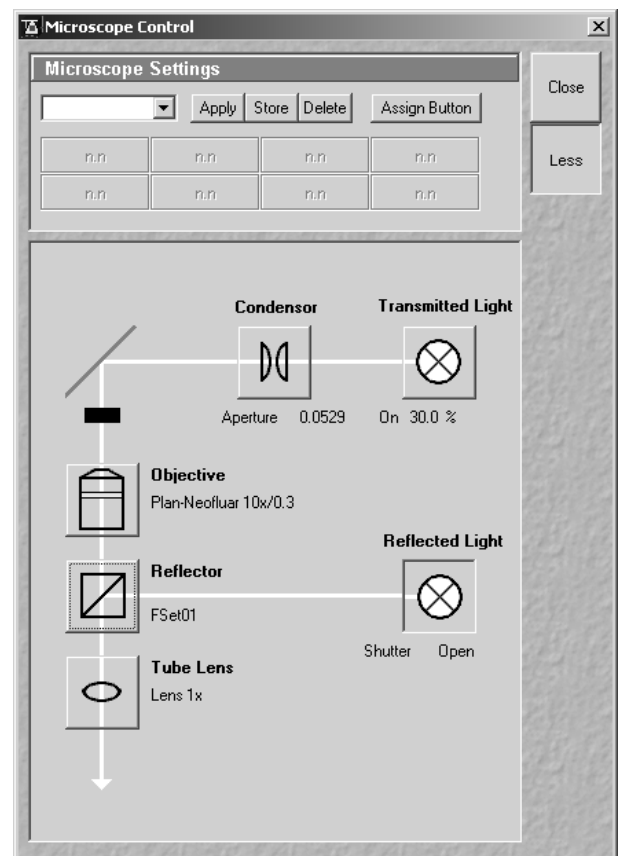 Microscope Control
Microscope Settings
Close
Apply Store Delete Assign Button
n.n n.n n.n n.n
Less
n.n n.n n.n n.n
Condensor Transmitted Light
Aperture 0.0529 On 30.0 %
Objective
Plan-Neofluar 10x/0.3
Reflected Light
Reflector
FSet01
Shutter Open
Tube Lens
Lens 1x